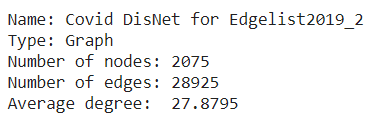 Name: Covid DisNet for Edgelist2019_2
Type: Graph
Number of nodes: 2075
Number of edges: 28925
Average degree:  27.8795